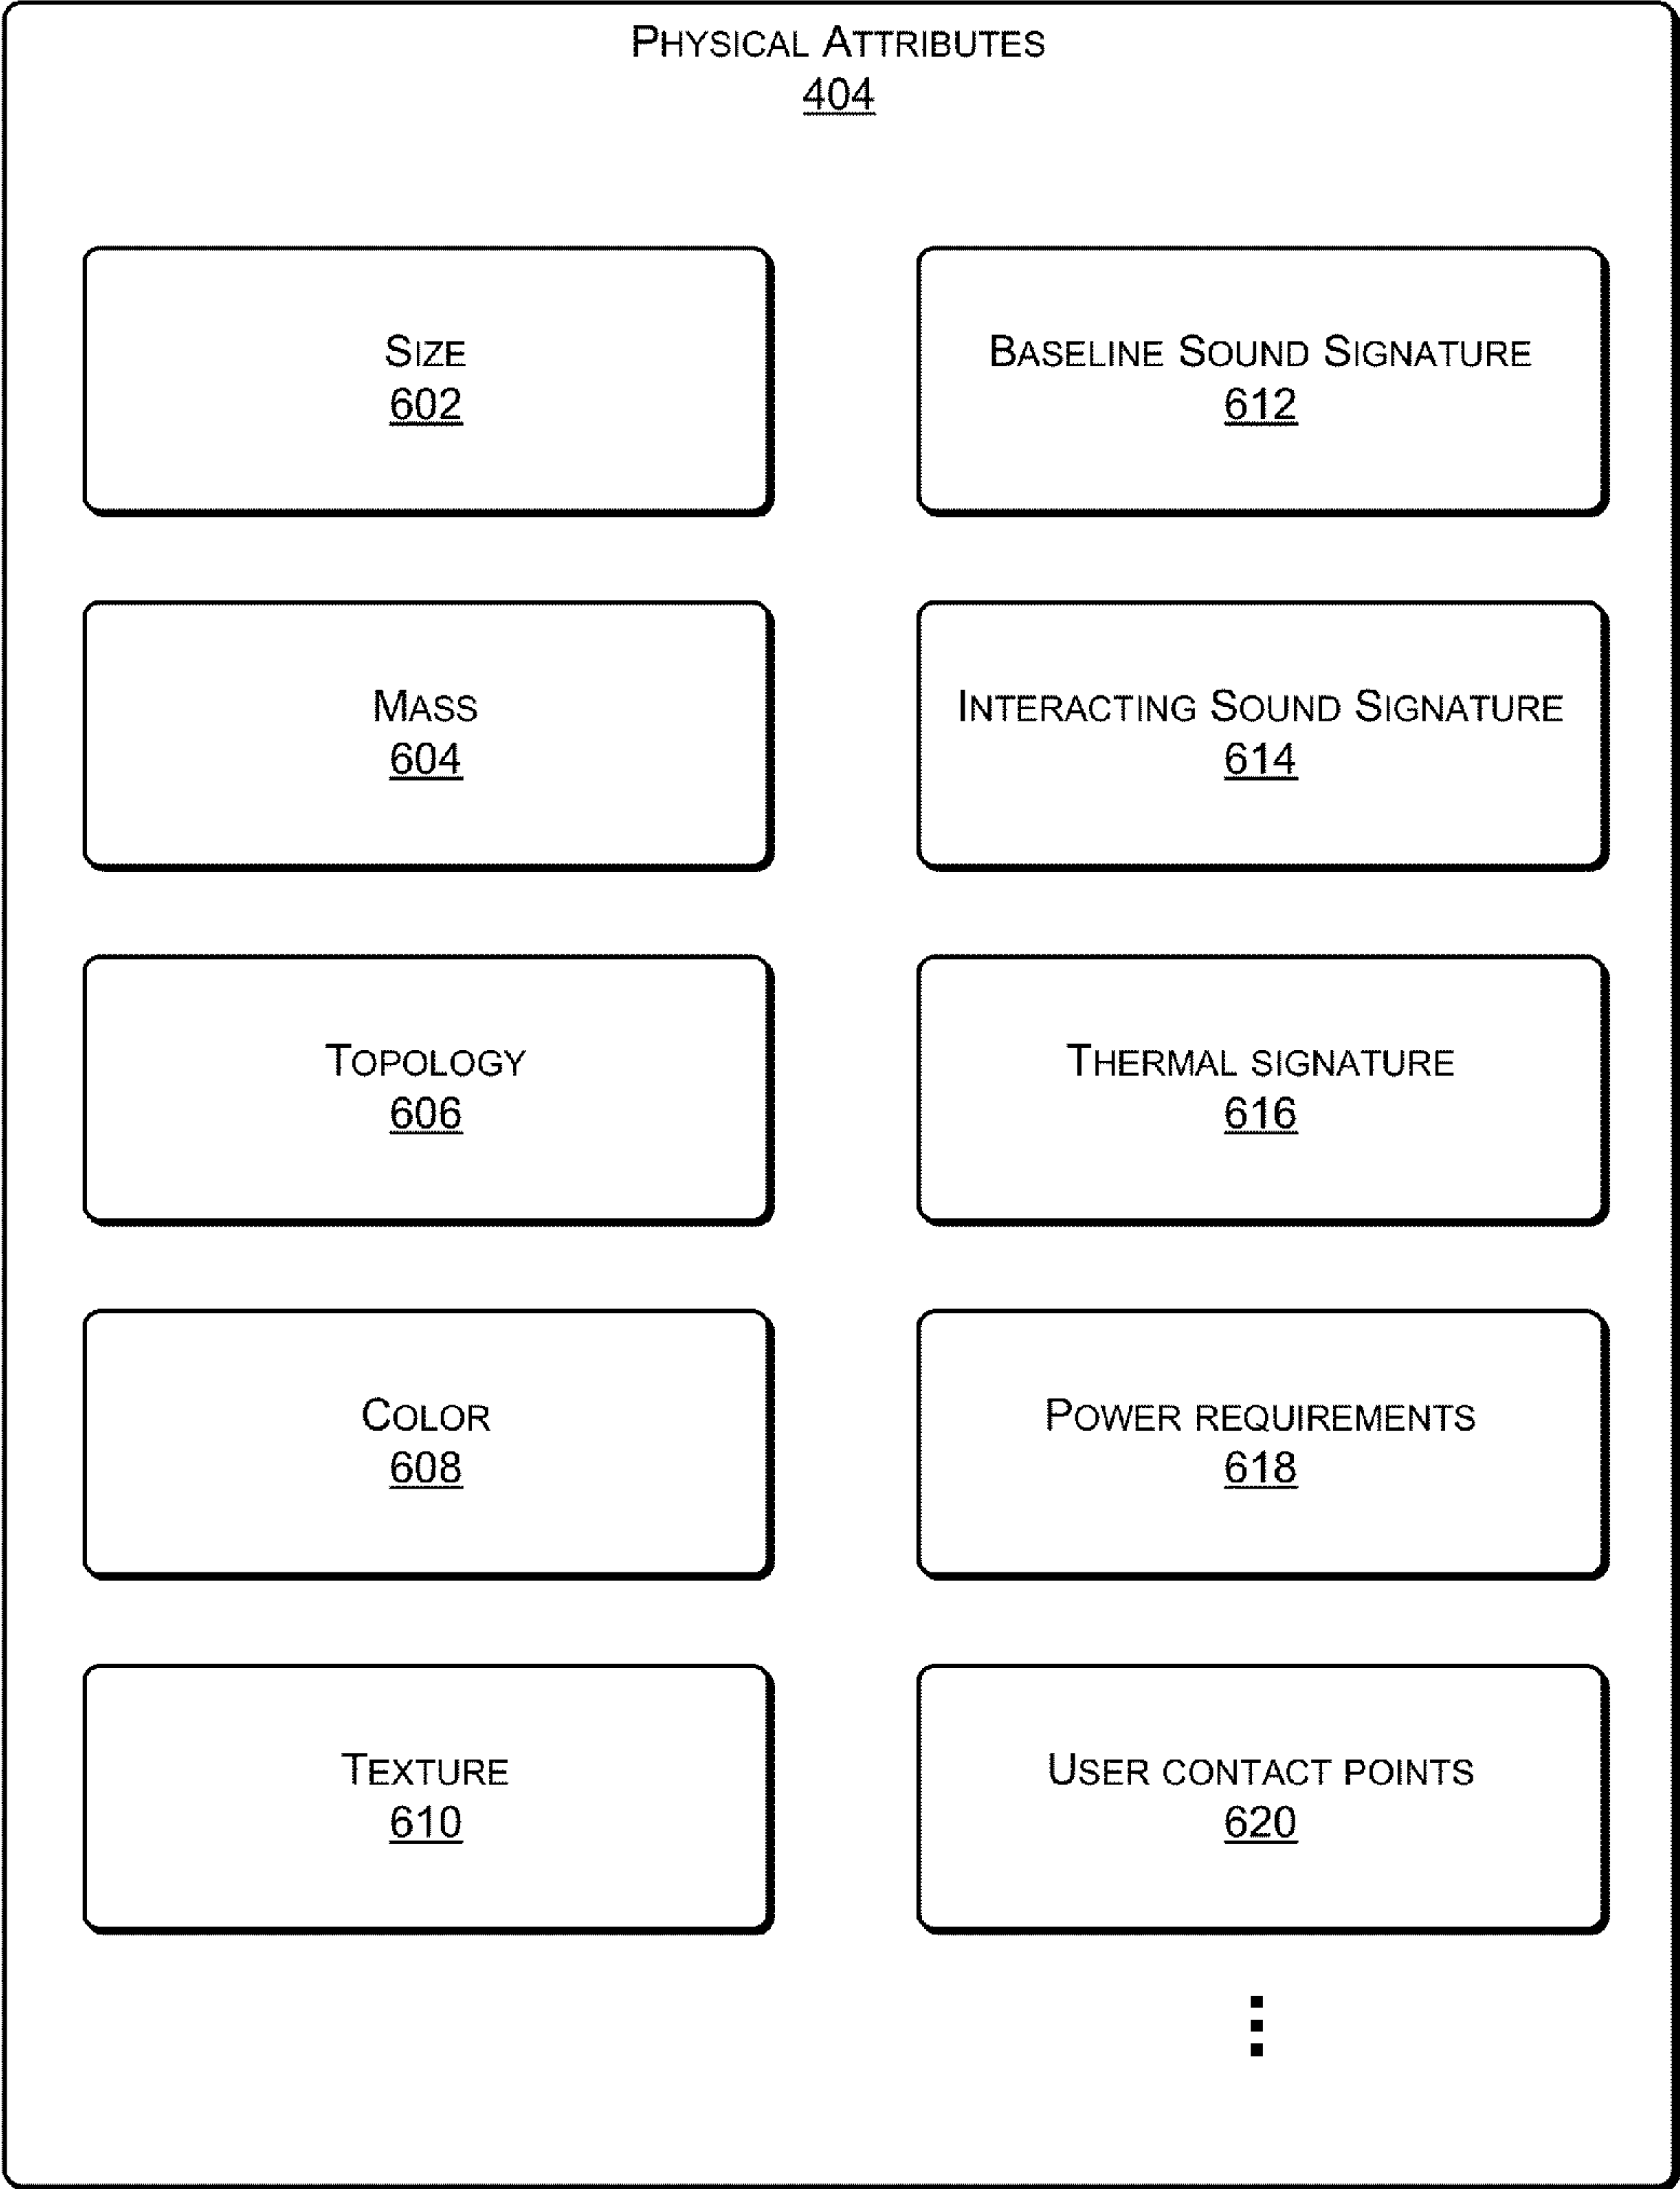 PHYSICAL ATTRIBUTES
404
SIZE
602
MASS
604
TOPOLOGY
606
COLOR
608
TEXTURE
610
BASELINE SOUND SIGNATURE
612
INTERACTING SOUND SIGNATURE
614
THERMAL SIGNATURE
616
POWER REQUIREMENTS
618
USER CONTACT POINTS
620